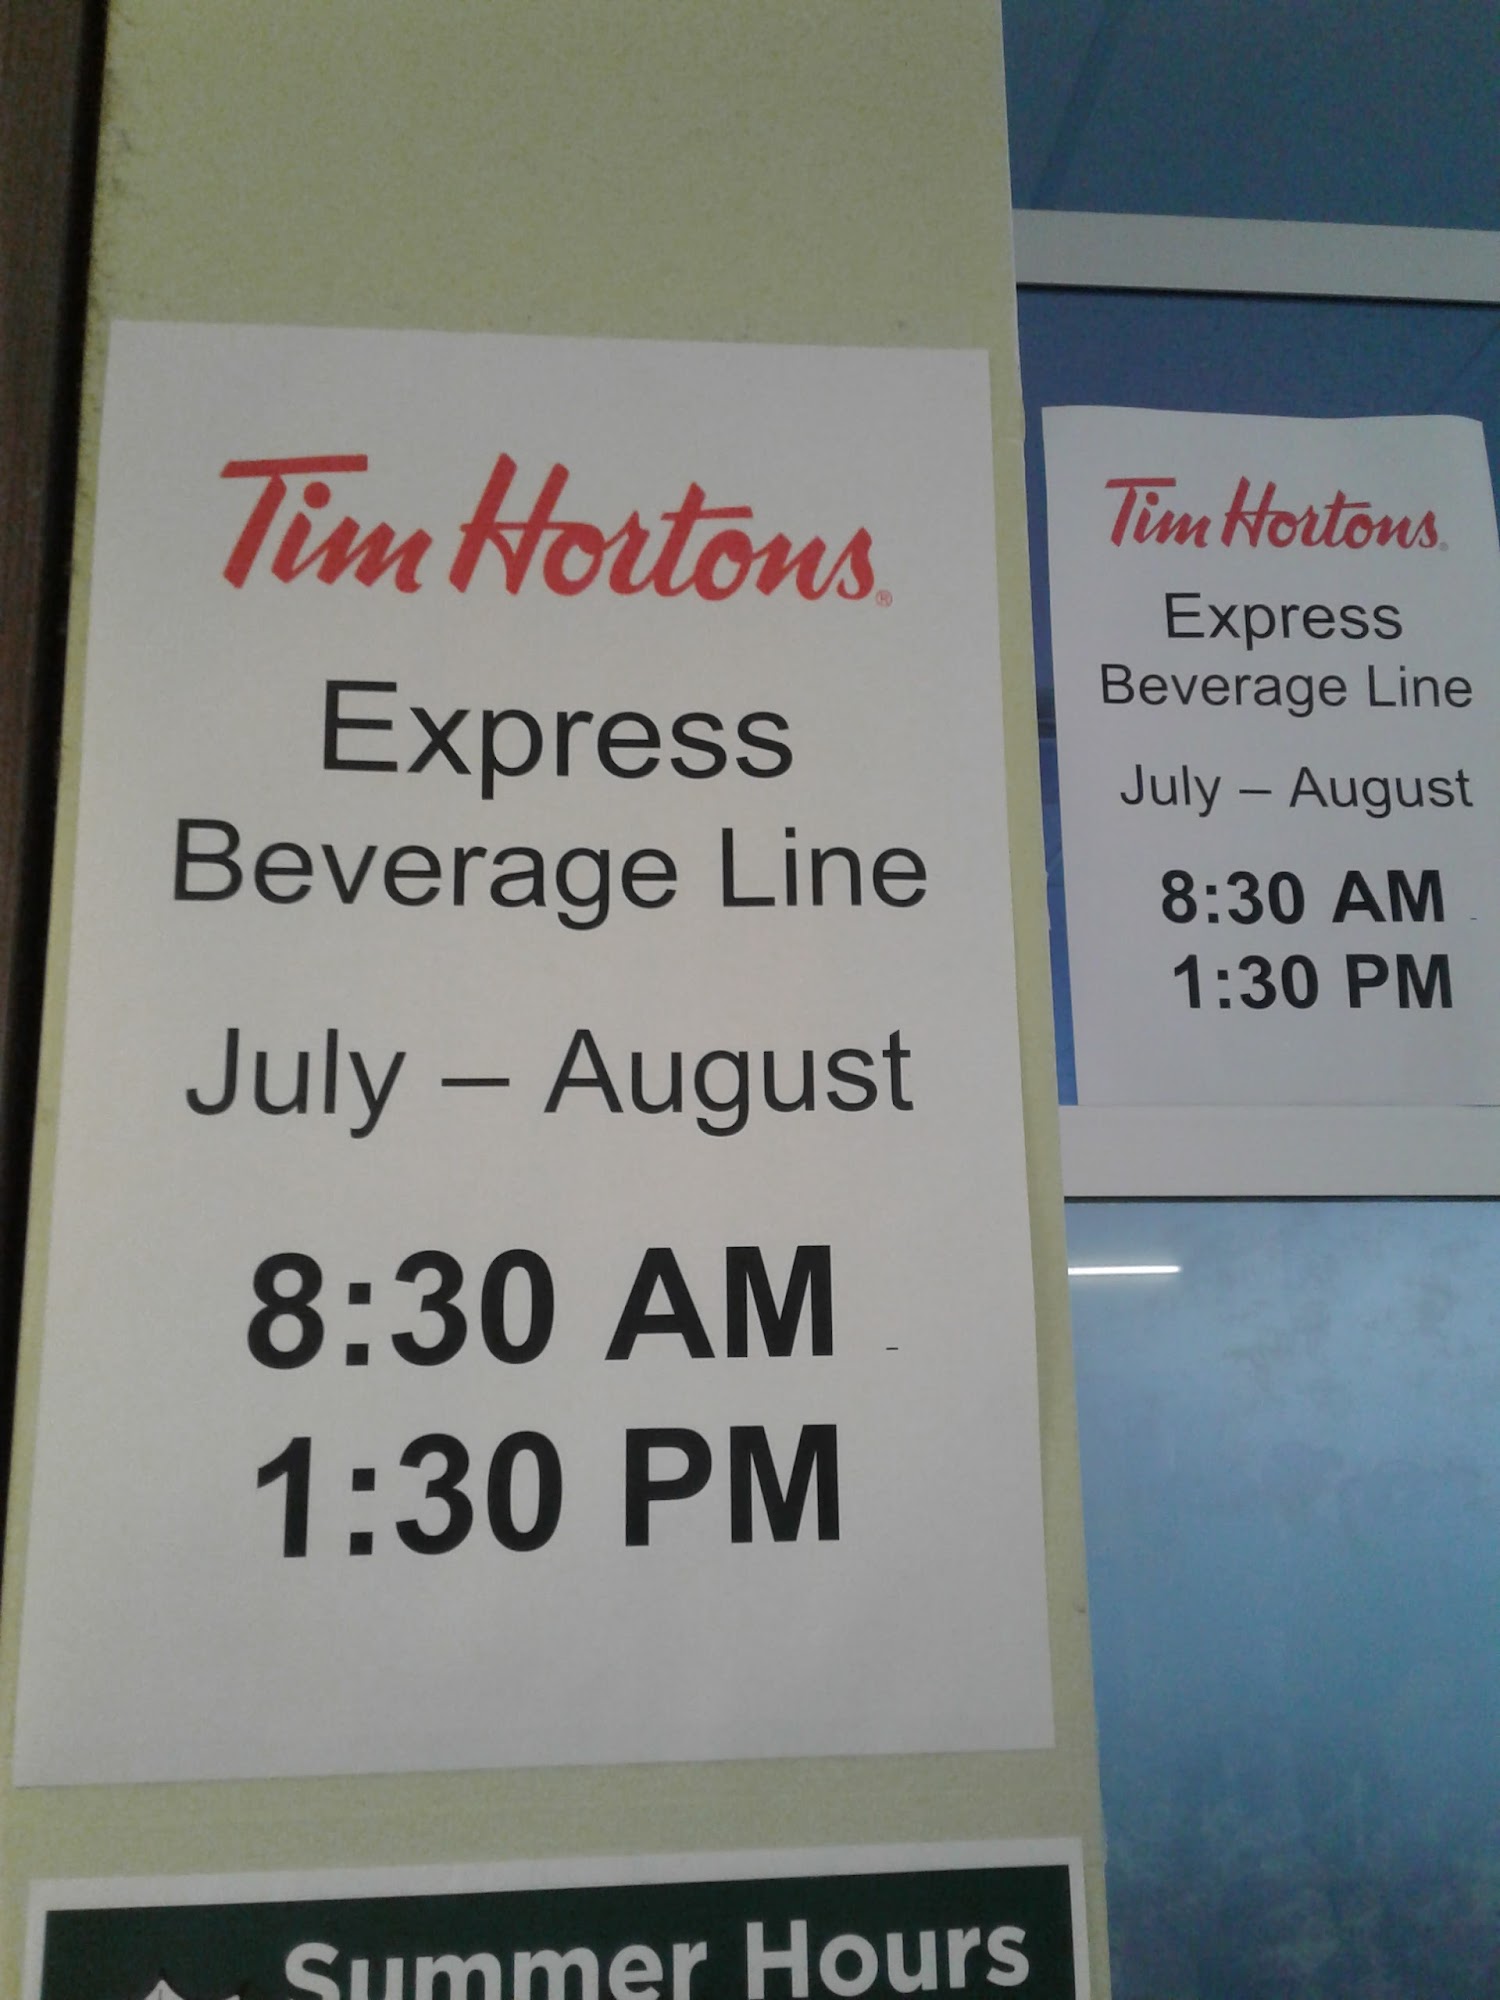 Tim Hortons®
Express
Beverage Line
July – August
8:30 AM -
1:30 PM
Summer Hours
Tim Hortons®
Express
Beverage Line
July – August
8:30 AM -
1:30 PM